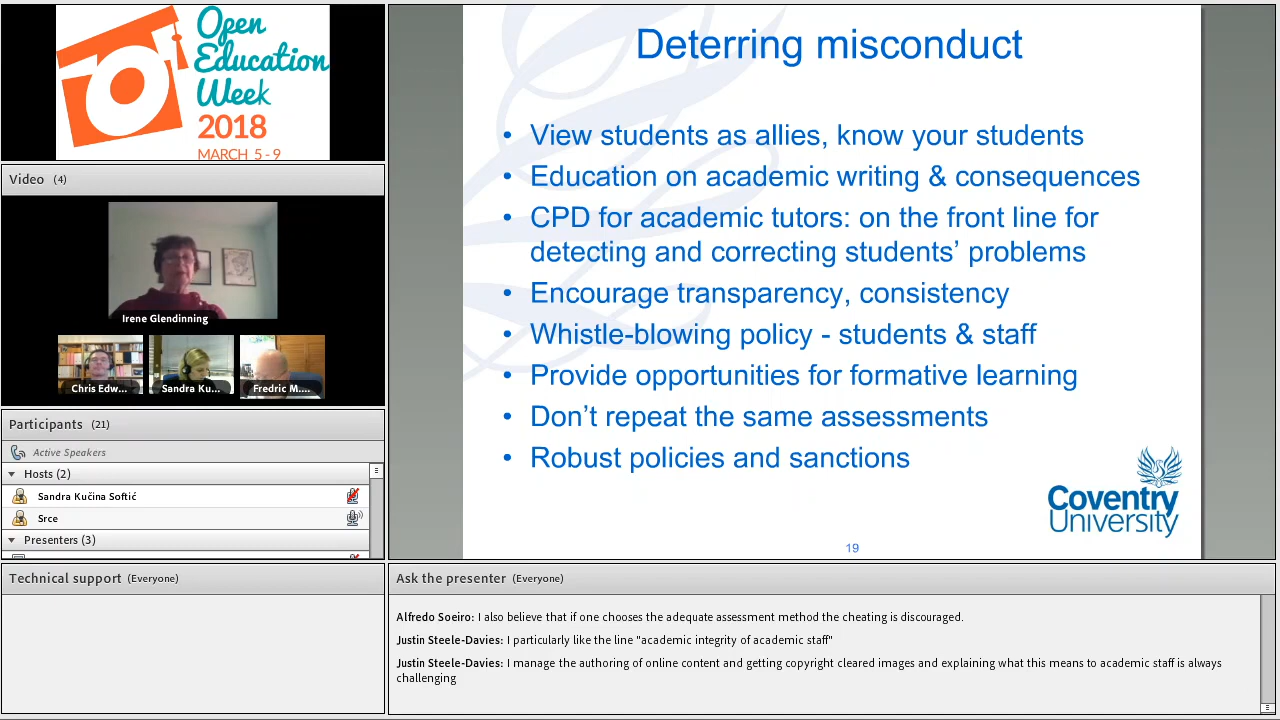 Open
Education
Week
2018
MARCH 5-9
Video (4)
Irene Glendinning
Chris Edw...
Sandra Ku...
Fredric M....
Participants (21)
Active Speakers
Hosts (2)
Sandra Kučina Softić
Srce
Presenters (3)
Technical support (Everyone)
Deterring misconduct
• View students as allies, know your students
• Education on academic writing & consequences
• CPD for academic tutors: on the front line for
detecting and correcting students’ problems
• Encourage transparency, consistency
• Whistle-blowing policy - students & staff
• Provide opportunities for formative learning
• Don’t repeat the same assessments
• Robust policies and sanctions
Coventry
University
19
Ask the presenter (Everyone)
Alfredo Soeiro: I also believe that if one chooses the adequate assessment method the cheating is discouraged.
Justin Steele-Davies: I particularly like the line "academic integrity of academic staff"
Justin Steele-Davies: I manage the authoring of online content and getting copyright cleared images and explaining what this means to academic staff is always
challenging